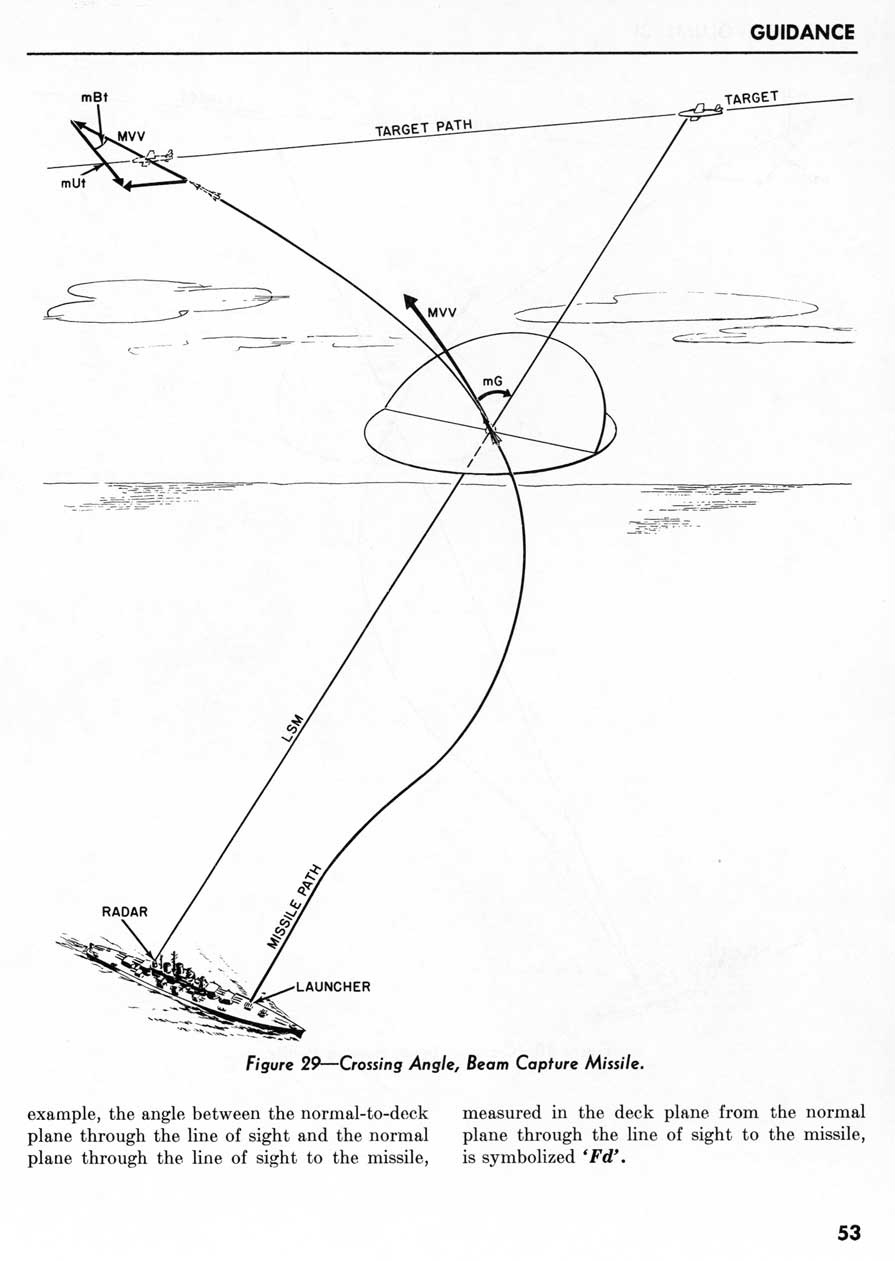 GUIDANCE
mBt
MVV
mUt
TARGET PATH
TARGET
MVV
mG
LSM
MISSILE PATH
RADAR
LAUNCHER
Figure 29—Crossing Angle, Beam Capture Missile.
example, the angle between the normal-to-deck
plane through the line of sight and the normal
plane through the line of sight to the missile,
measured in the deck plane from the normal
plane through the line of sight to the missile,
is symbolized ‘Fd’.
53